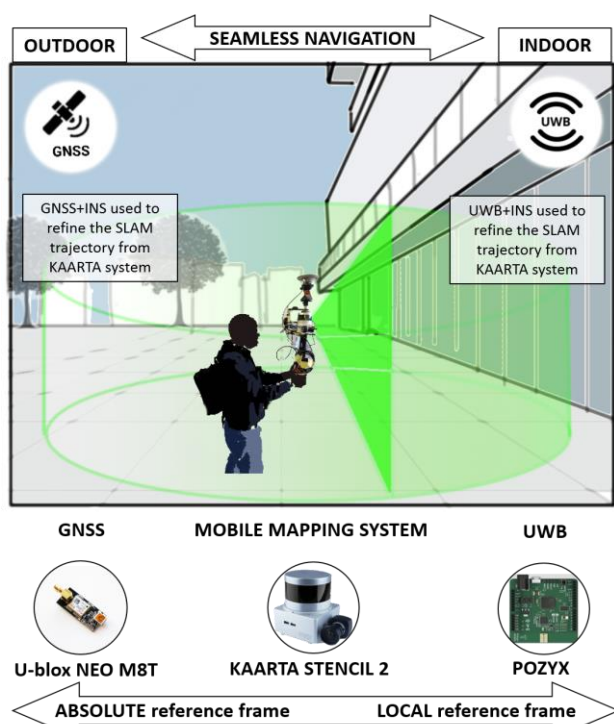 OUTDOOR
SEAMLESS NAVIGATION
INDOOR
GNSS
UWB
GNSS+INS used to
refine the SLAM
trajectory from
KAARTA system
UWB+INS used to
refine the SLAM
trajectory from
KAARTA system
GNSS
MOBILE MAPPING SYSTEM
UWB
U-blox NEO M8T
KAARTA STENCIL 2
POZYX
ABSOLUTE reference frame
LOCAL reference frame